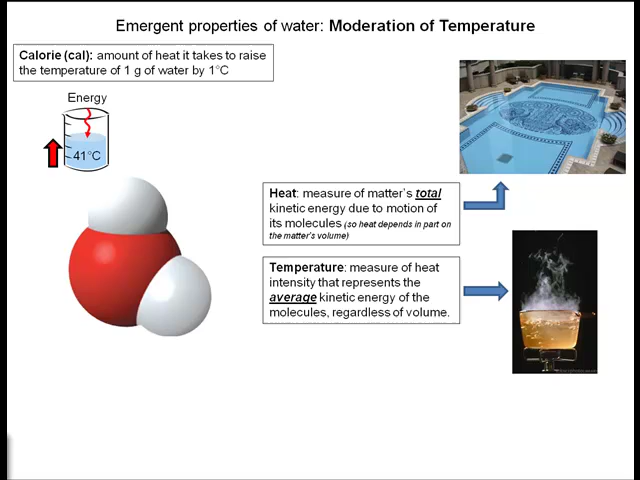 Emergent properties of water: Moderation of Temperature
Calorie (cal): amount of heat it takes to raise
the temperature of 1 g of water by 1°C
Energy
41°C
Heat: measure of matter's total
kinetic energy due to motion of
its molecules (so heat depends in part on
the matter's volume)
Temperature: measure of heat
intensity that represents the
average kinetic energy of the
molecules, regardless of volume.